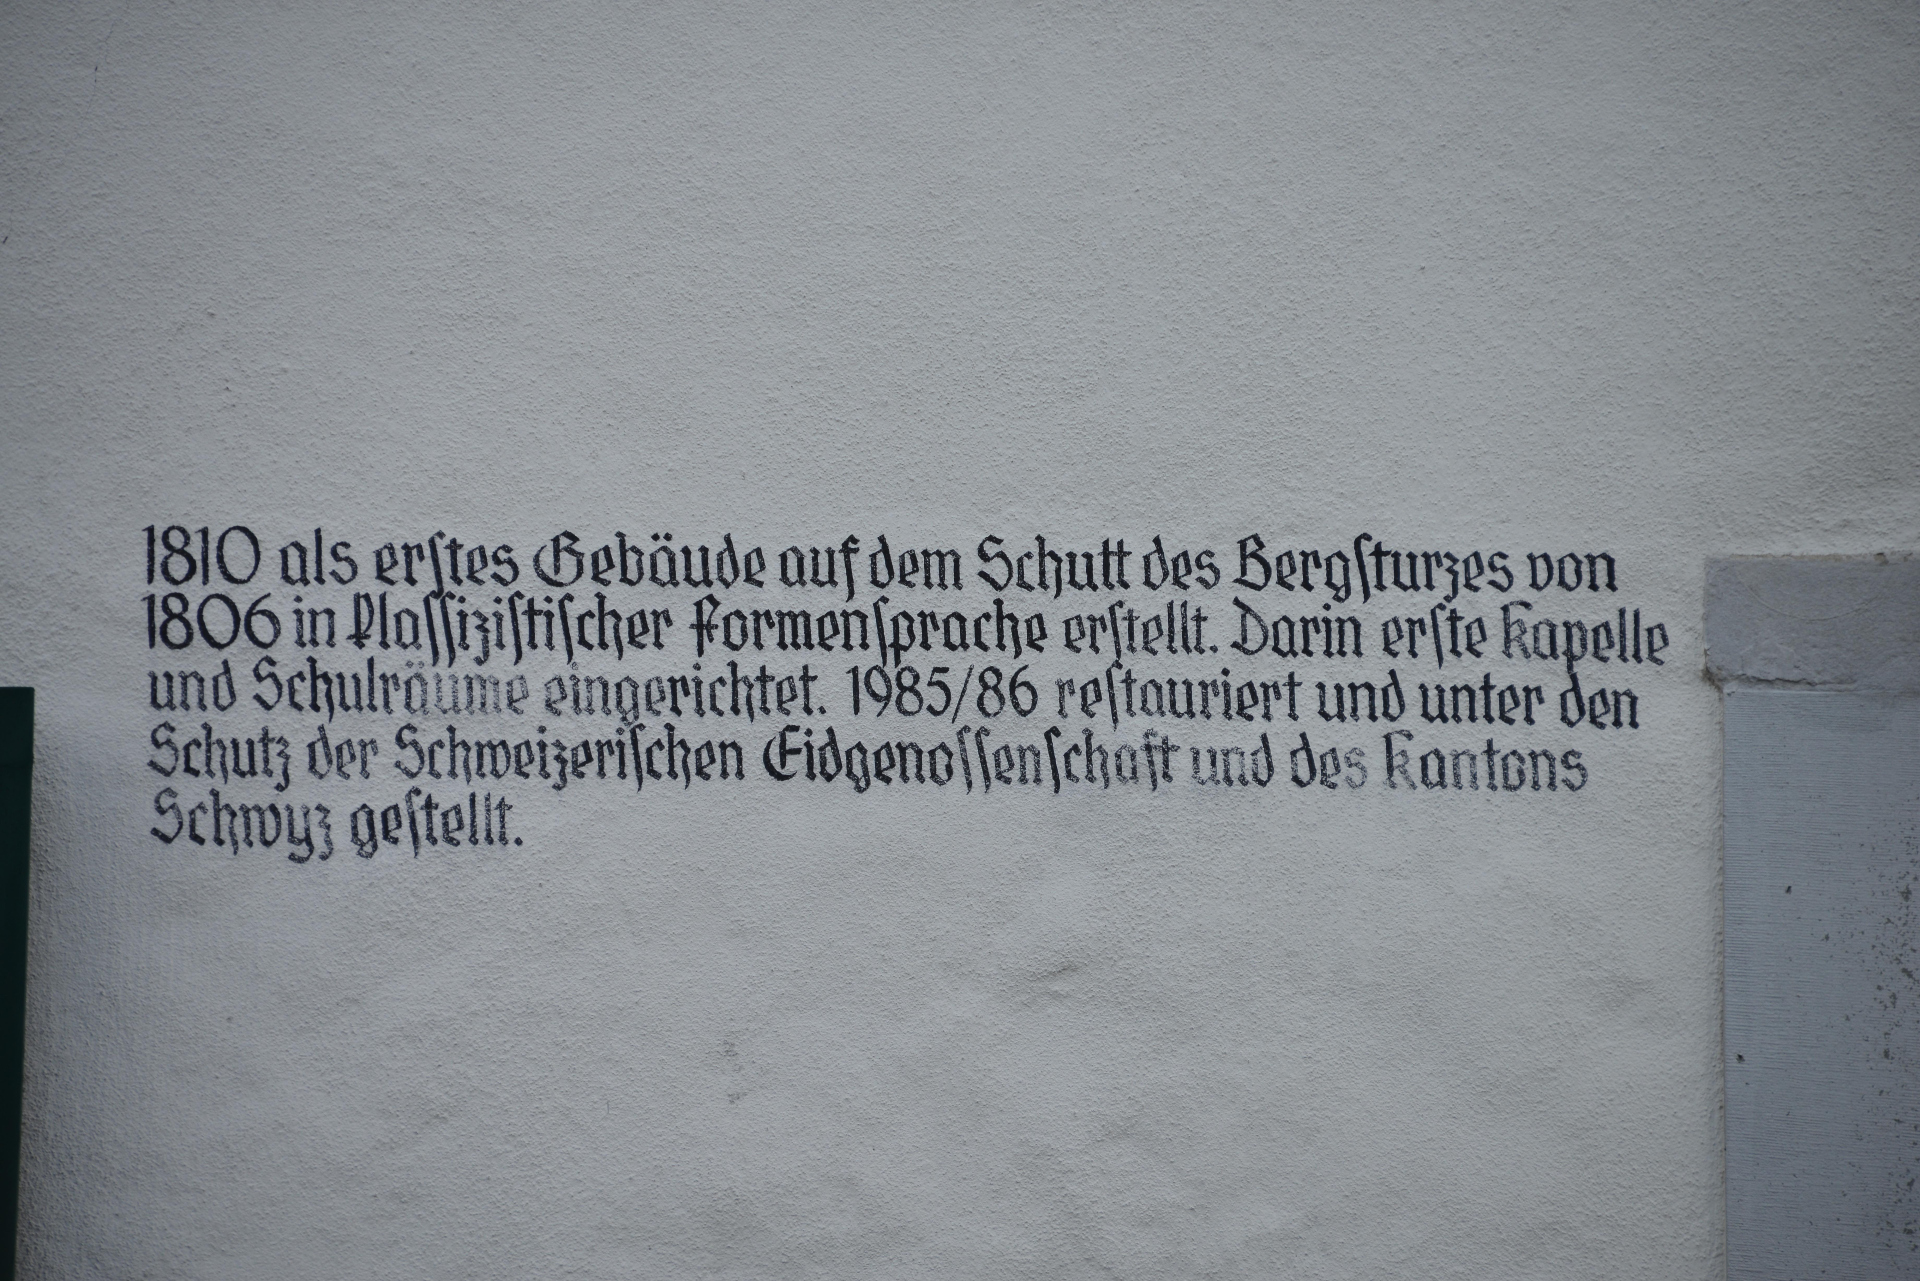 1810 als erſtes Gebäude auf dem Schutt des Bergſturzes von
1806 in klaſſiziſtiſcher Formenſprache erſtellt. Darin erſte Kapelle
und Schulräume eingerichtet. 1985/86 reſtauriert und unter den
Schutz der Schweizeriſchen Eidgenoſſenſchaft und des Kantons
Schwyz geſtellt.